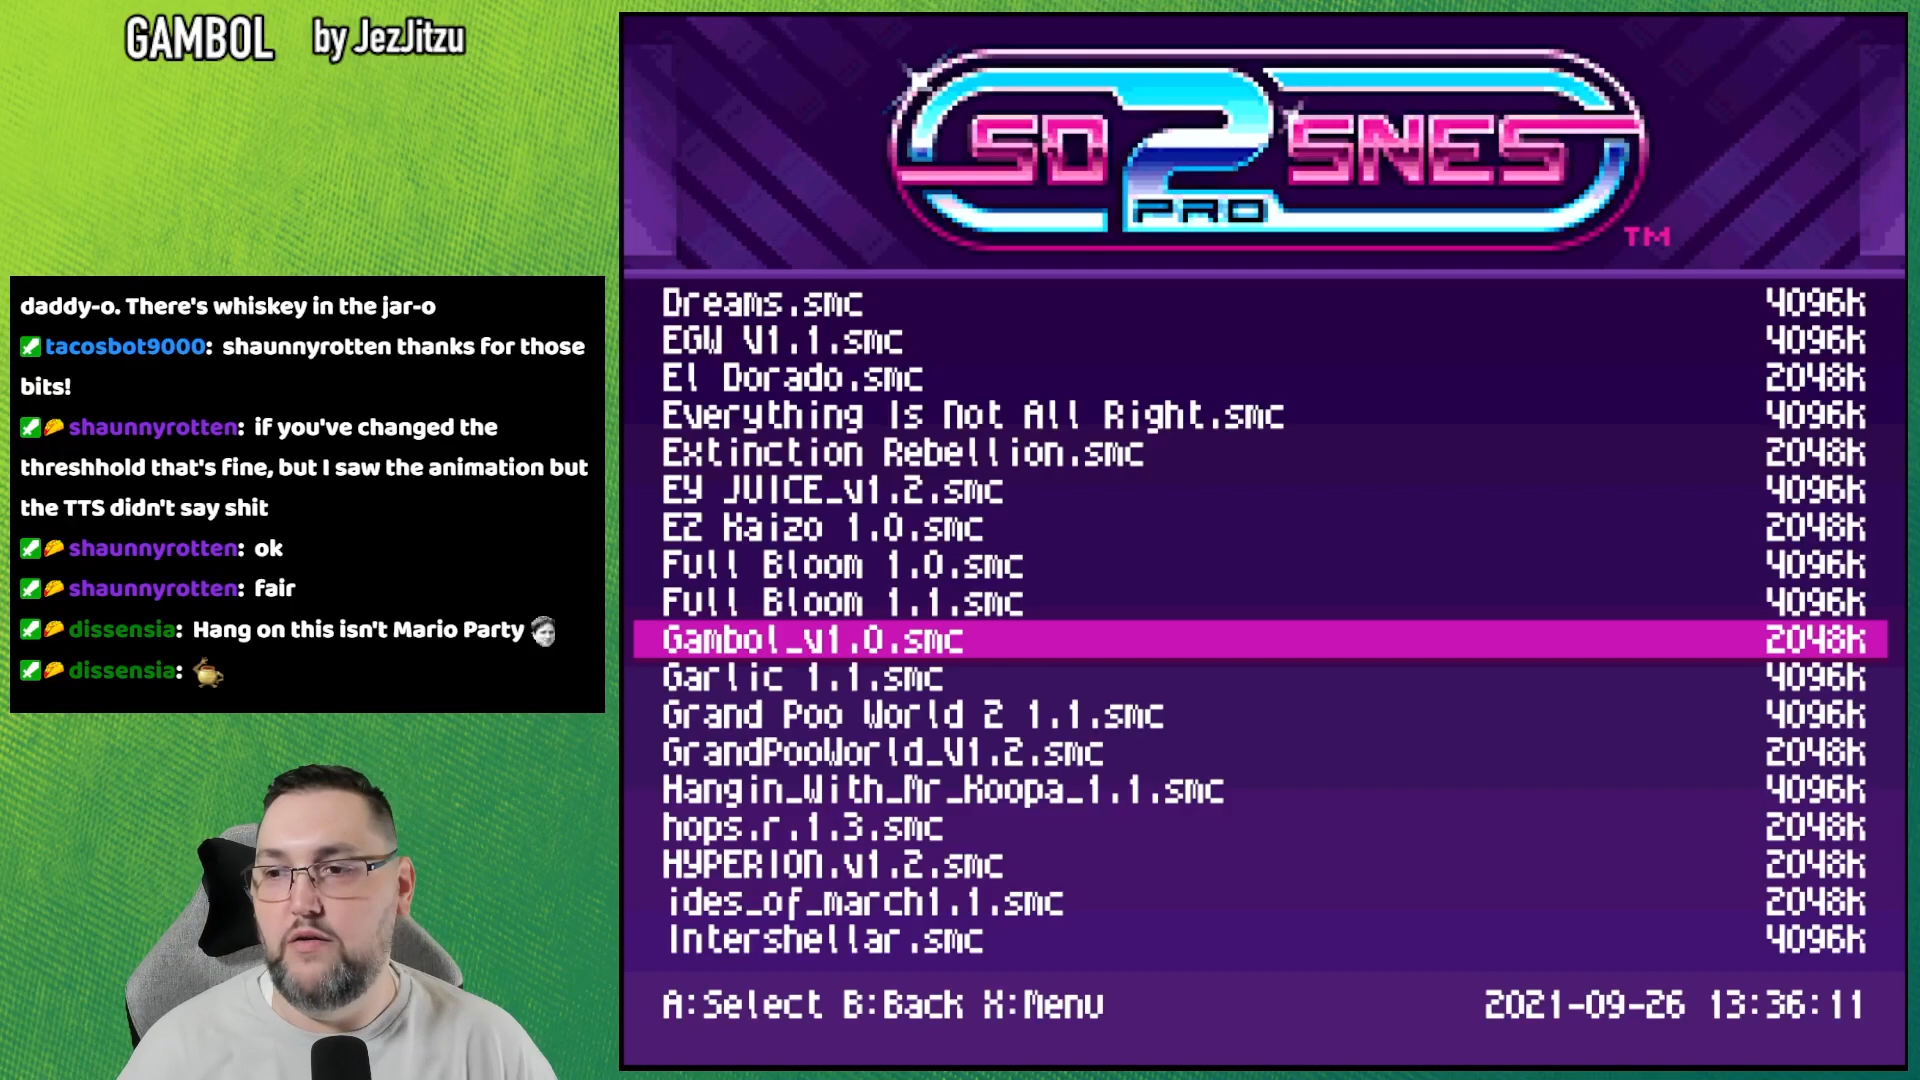 GAMBOL by JezJitzu
daddy-o. There's whiskey in the jar-o
tacosbot9000: shaunnyrotten thanks for those
bits!
shaunnyrotten: if you've changed the
threshhold that's fine, but I saw the animation but
the TTS didn't say shit
shaunnyrotten: ok
shaunnyrotten: fair
dissensia: Hang on this isn't Mario Party
dissensia:
SD 2 SNES
PRO
TM
Dreams.smc 4096k
EGW V1.1.smc 4096k
El Dorado.smc 2048k
Everything Is Not All Right.smc 4096k
Extinction Rebellion.smc 2048k
EY JUICE_v1.2.smc 4096k
EZ Kaizo 1.0.smc 2048k
Full Bloom 1.0.smc 4096k
Full Bloom 1.1.smc 4096k
Gambol_v1.0.smc 2048k
Garlic 1.1.smc 4096k
Grand Poo World 2 1.1.smc 4096k
GrandPooWorld_V1.2.smc 2048k
Hangin_With_Mr_Koopa_1.1.smc 4096k
hops.r.1.3.smc 2048k
HYPERION.v1.2.smc 2048k
ides_of_march1.1.smc 2048k
Intershellar.smc 4096k
A:Select B:Back X:Menu 2021-09-26 13:36:11